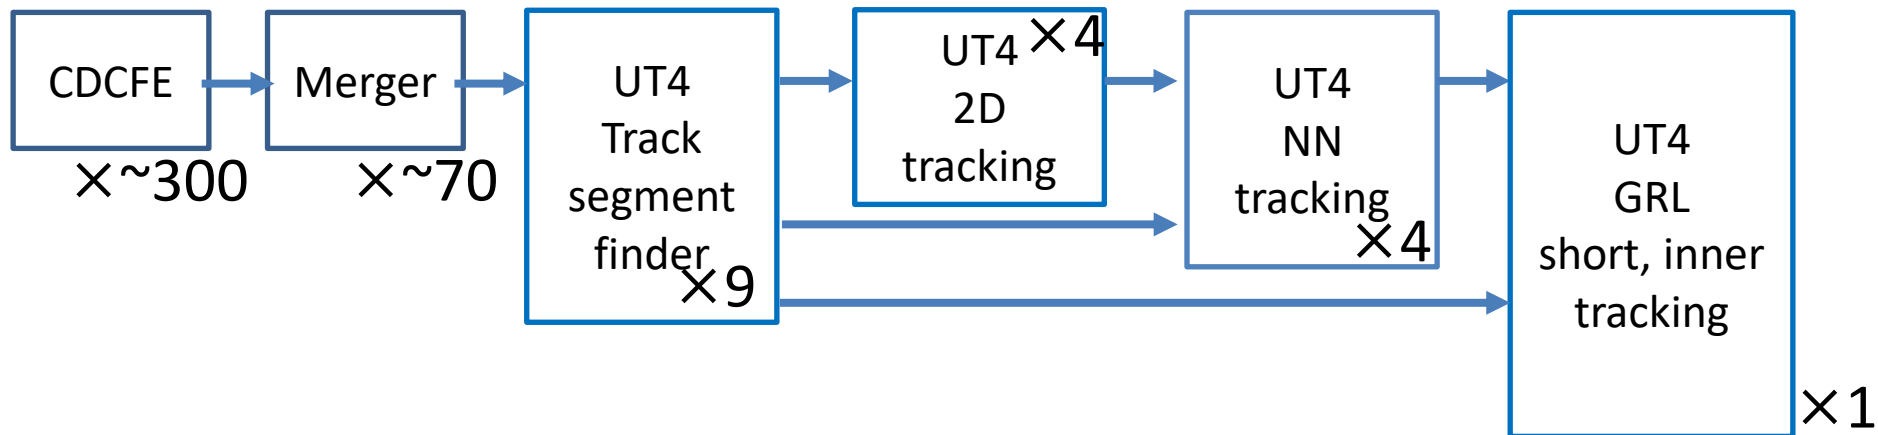 CDCFE
×~300
Merger
×~70
UT4
Track
segment
finder
×9
UT4 ×4
2D
tracking
UT4
NN
tracking
×4
UT4
GRL
short, inner
tracking
×1